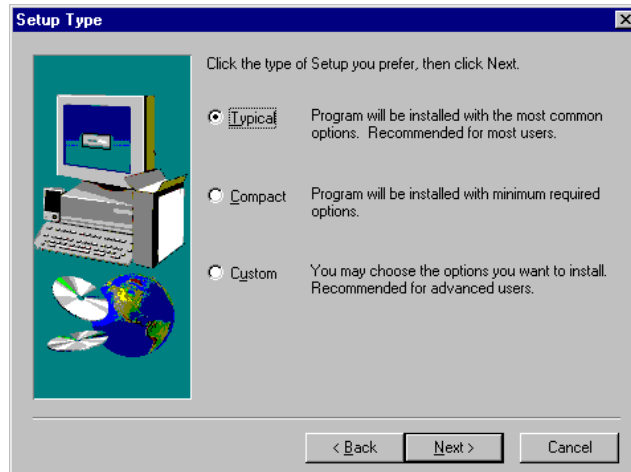 Setup Type
Click the type of Setup you prefer, then click Next.
Typical
Program will be installed with the most common
options.  Recommended for most users.
Compact
Program will be installed with minimum required
options.
Custom
You may choose the options you want to install.
Recommended for advanced users.
< Back
Next >
Cancel